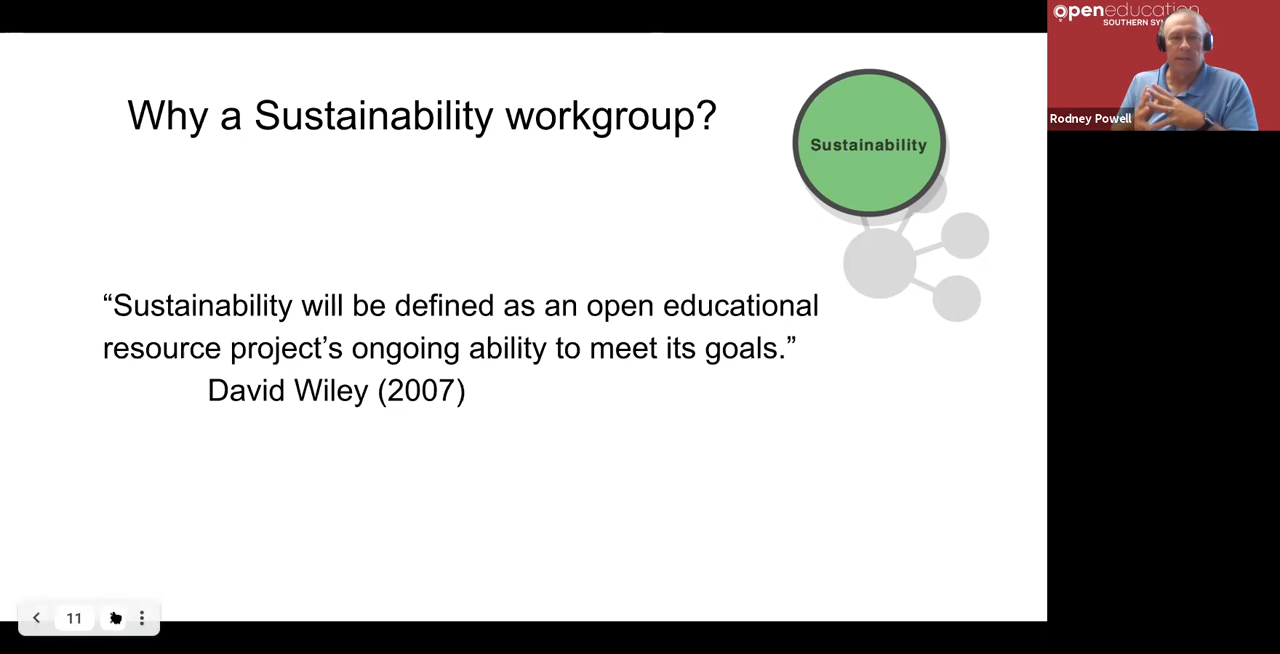 Why a Sustainability workgroup?
Sustainability
“Sustainability will be defined as an open educational
resource project’s ongoing ability to meet its goals.”
David Wiley (2007)
11
openeducation
SOUTHERN
Rodney Powell